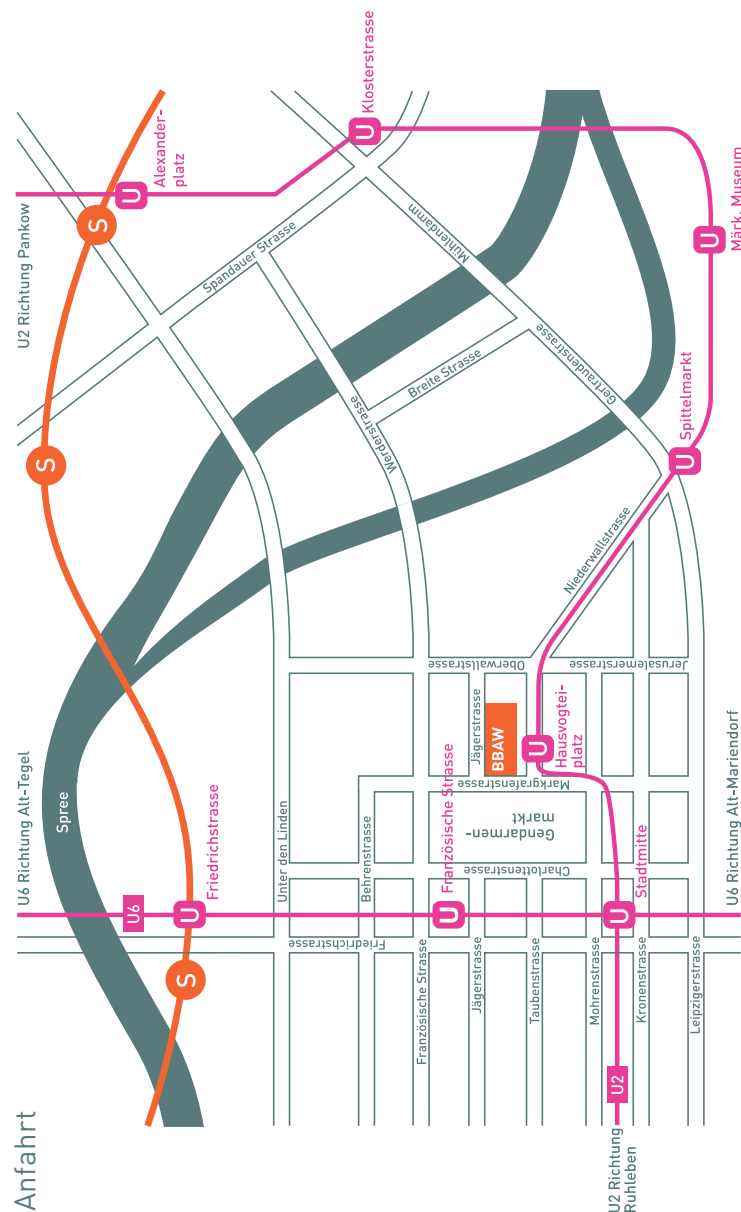 Anfahrt
U6 Richtung Alt-Tegel
U2 Richtung Pankow
Spree
S
S
S
U6
U
Friedrichstrasse
U
Alexander-
platz
U
Klosterstrasse
Spandauer Strasse
Mühlendamm
Unter den Linden
Friedrichstrasse
Behrenstrasse
Werderstrasse
Breite Strasse
Gertraudenstrasse
Französische Strasse
U
Französische Strasse
Charlottenstrasse
Gendarmen-
markt
Markgrafenstrasse
Jägerstrasse
Jägerstrasse
BBAW
Oberwallstrasse
Taubenstrasse
U
Hausvogtei-
platz
Niederwallstrasse
Jerusalemerstrasse
Mohrenstrasse
U2
U
Stadtmitte
Kronenstrasse
Leipzigerstrasse
U
Spittelmarkt
U
Märk. Museum
U2 Richtung
Ruhleben
U6 Richtung Alt-Mariendorf